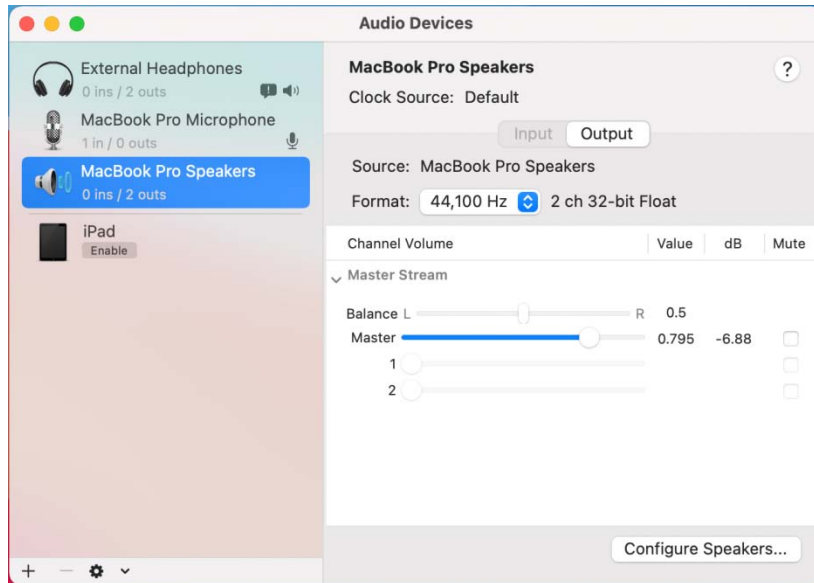 Audio Devices
External Headphones
0 ins / 2 outs
MacBook Pro Microphone
1 in / 0 outs
MacBook Pro Speakers
0 ins / 2 outs
iPad
Enable
MacBook Pro Speakers
?
Clock Source: Default
Input Output
Source: MacBook Pro Speakers
Format: 44,100 Hz 2 ch 32-bit Float
Channel Volume Value dB Mute
Master Stream
Balance L R 0.5
Master 0.795 -6.88
1
2
Configure Speakers...